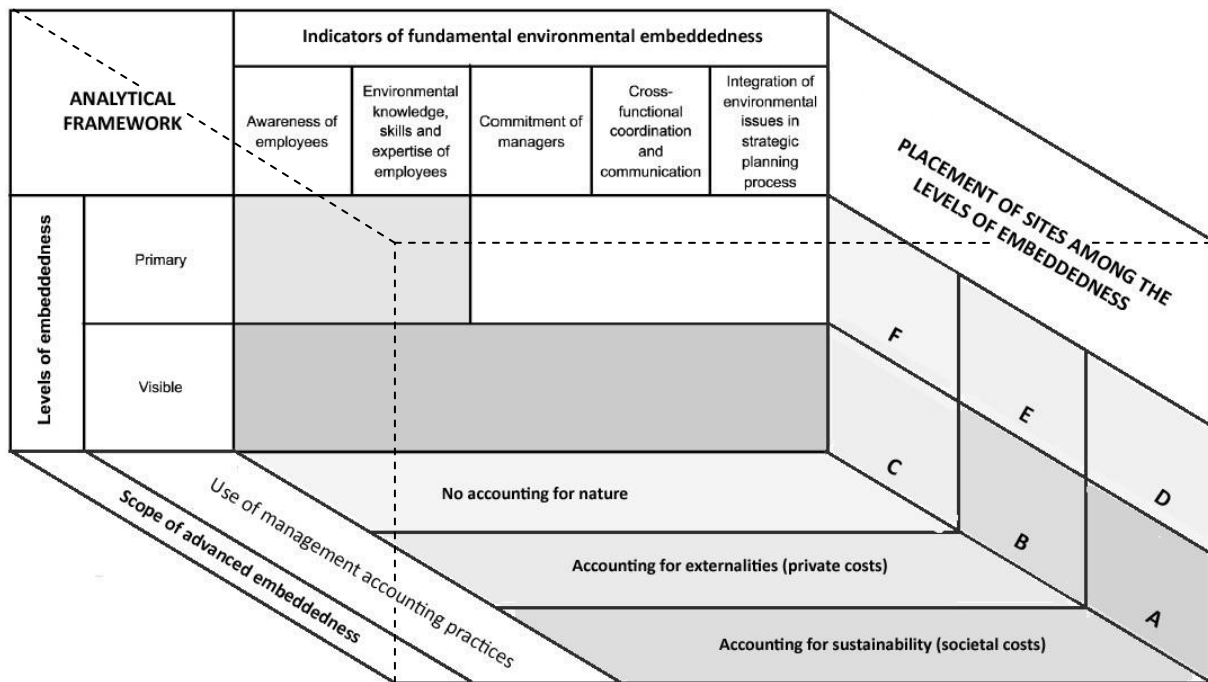 Indicators of fundamental environmental embeddedness
ANALYTICAL
FRAMEWORK
Awareness of
employees
Environmental
knowledge,
skills and
expertise of
employees
Commitment of
managers
Cross-
functional
coordination
and
communication
Integration of
environmental
issues in
strategic
planning
process
PLACEMENT OF SITES AMONG THE
LEVELS OF EMBEDDEDNESS
Levels of embeddedness
Primary
Visible
F
E
D
C
B
A
Scope of advanced embeddedness
Use of management accounting practices
No accounting for nature
Accounting for externalities (private costs)
Accounting for sustainability (societal costs)